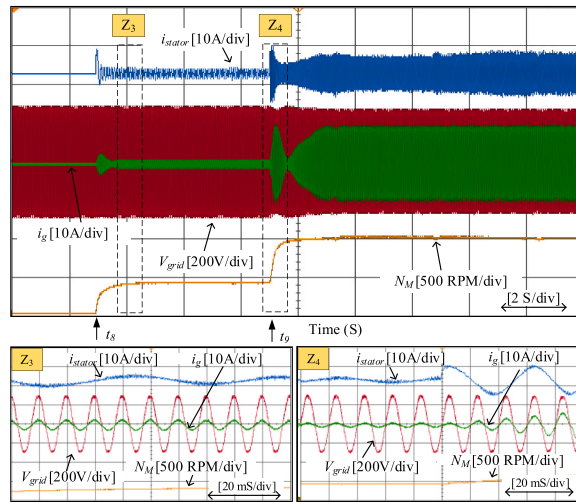 Z3 Z4
istator [10A/div]
ig [10A/div]
Vgrid [200V/div]
NM [500 RPM/div]
[2 S/div]
t8 t9 Time (S)
Z3 istator [10A/div] ig [10A/div]
Vgrid [200V/div] NM [500 RPM/div]
[20 mS/div]
Z4 istator [10A/div] ig [10A/div]
Vgrid [200V/div] NM [500 RPM/div]
[20 mS/div]